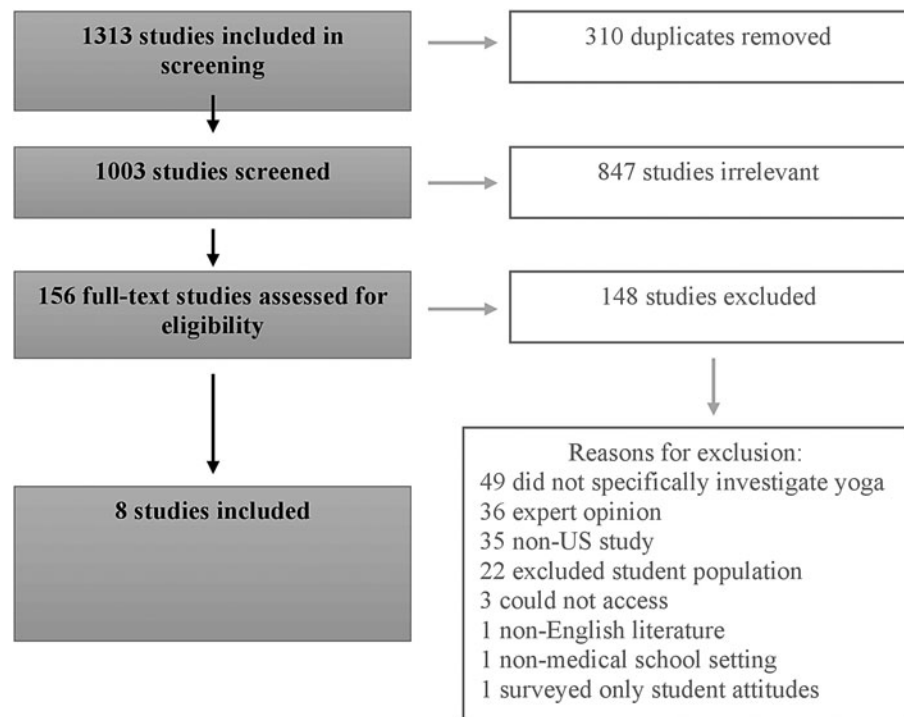 1313 studies included in
screening
310 duplicates removed
1003 studies screened
847 studies irrelevant
156 full-text studies assessed for
eligibility
148 studies excluded
Reasons for exclusion:
49 did not specifically investigate yoga
36 expert opinion
35 non-US study
22 excluded student population
3 could not access
1 non-English literature
1 non-medical school setting
1 surveyed only student attitudes
8 studies included